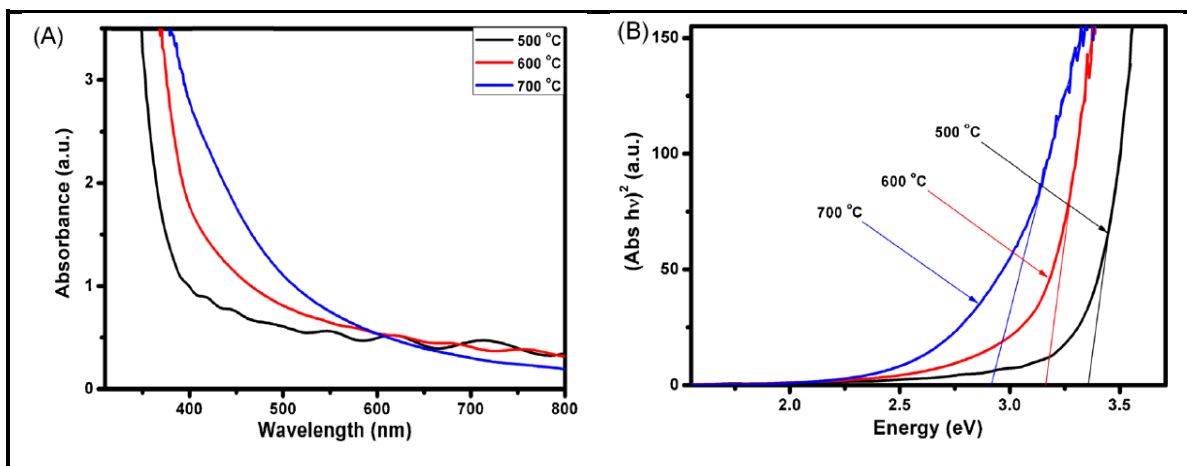 (A)
500 °C
600 °C
700 °C
3
2
1
0
400 500 600 700 800
Absorbance (a.u.)
Wavelength (nm)
(B)
150
100
50
0
2.0 2.5 3.0 3.5
(Abs hν)² (a.u.)
Energy (eV)
500 °C
600 °C
700 °C